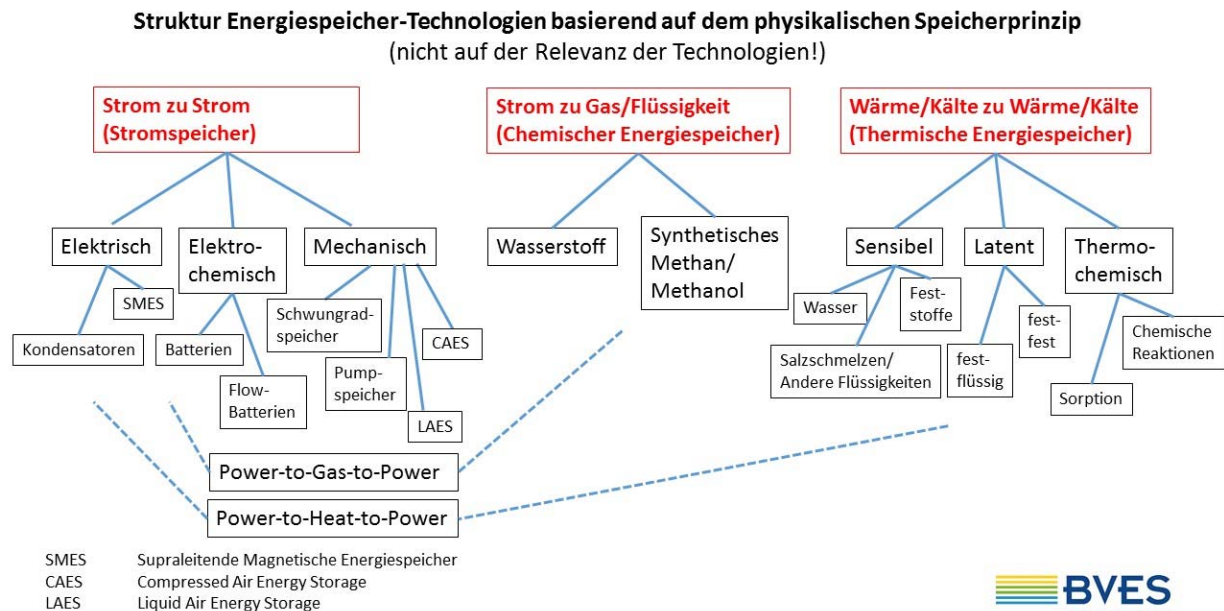 Struktur Energiespeicher-Technologien basierend auf dem physikalischen Speicherprinzip
(nicht auf der Relevanz der Technologien!)
Strom zu Strom
(Stromspeicher)
Strom zu Gas/Flüssigkeit
(Chemischer Energiespeicher)
Wärme/Kälte zu Wärme/Kälte
(Thermische Energiespeicher)
Elektrisch
Elektro-
chemisch
Mechanisch
Wasserstoff
Synthetisches
Methan/
Methanol
Sensibel
Latent
Thermo-
chemisch
SMES
Kondensatoren
Batterien
Flow-
Batterien
Schwungrad-
speicher
Pump-
speicher
LAES
CAES
Wasser
Salzschmelzen/
Andere Flüssigkeiten
Fest-
stoffe
fest-
flüssig
fest-
fest
Sorption
Chemische
Reaktionen
Power-to-Gas-to-Power
Power-to-Heat-to-Power
SMES Supraleitende Magnetische Energiespeicher
CAES Compressed Air Energy Storage
LAES Liquid Air Energy Storage
BVES